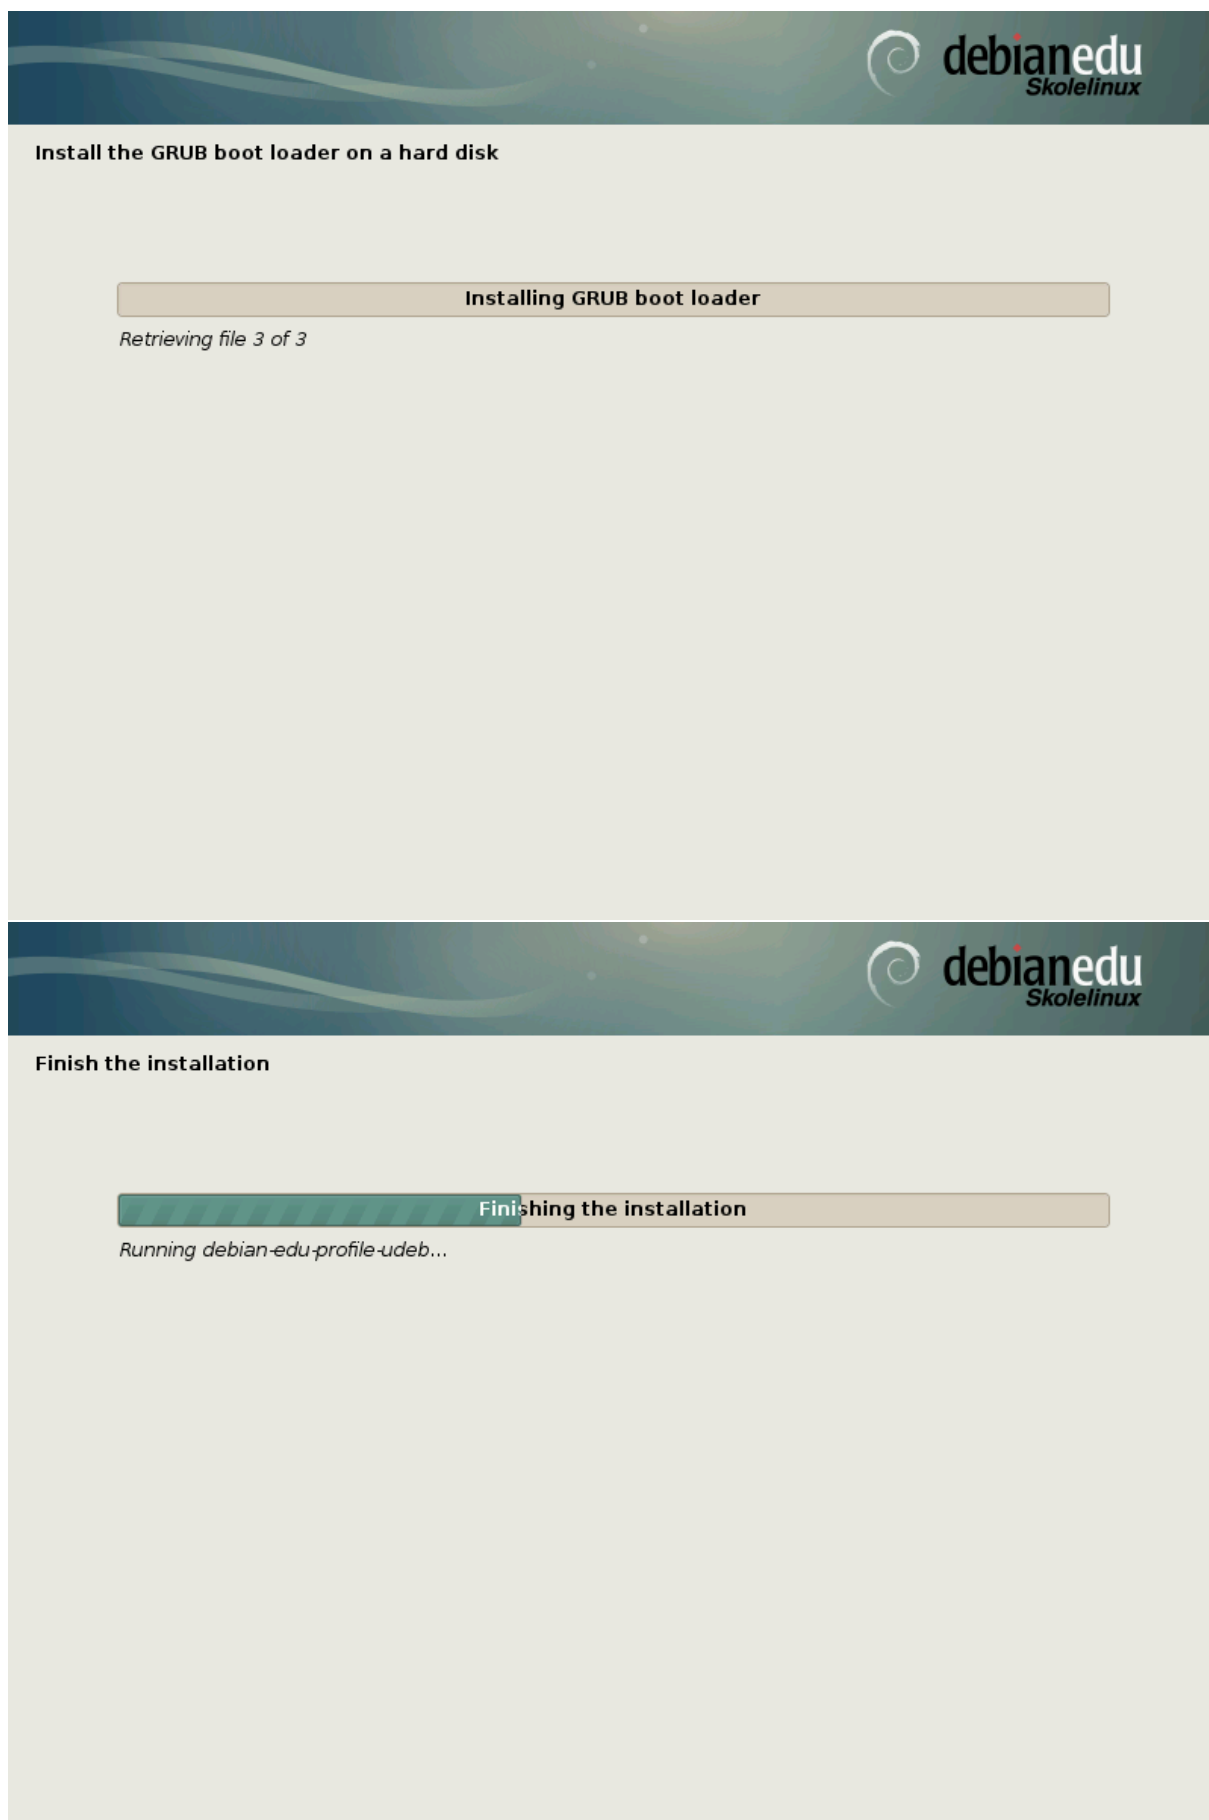 debianedu
Skolelinux
Install the GRUB boot loader on a hard disk
Installing GRUB boot loader
Retrieving file 3 of 3
debianedu
Skolelinux
Finish the installation
Finishing the installation
Running debian-edu-profile-udeb...